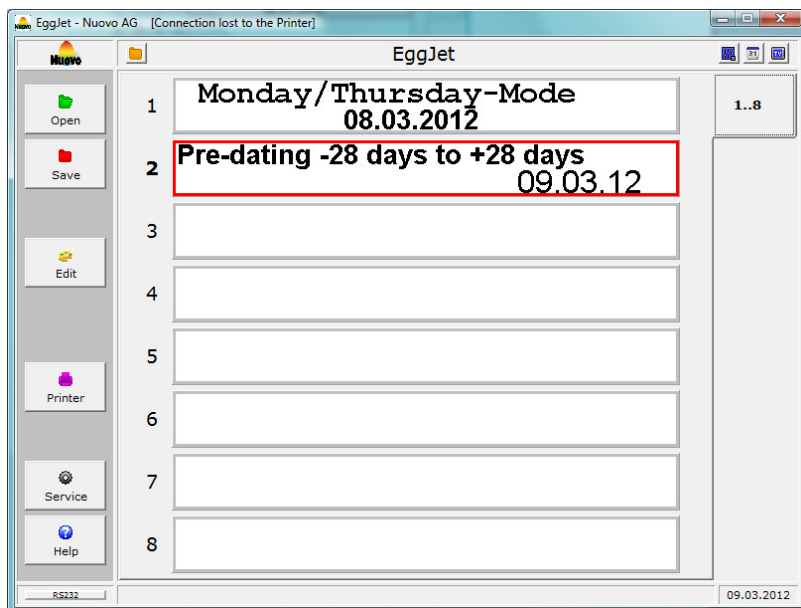 EggJet - Nuovo AG [Connection lost to the Printer]
Nuovo
EggJet
31
TV
Open
Save
Edit
Printer
Service
Help
1
Monday/Thursday-Mode
08.03.2012
2
Pre-dating -28 days to +28 days
09.03.12
3
4
5
6
7
8
1..8
RS232
09.03.2012